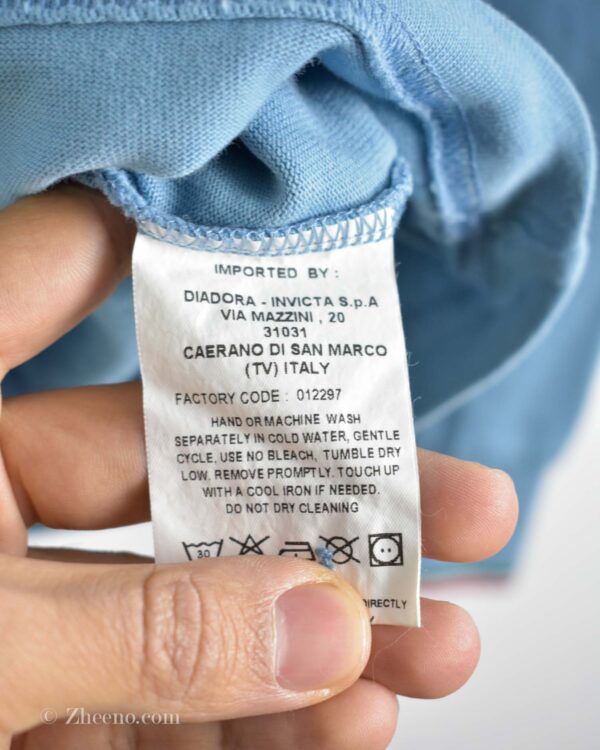 IMPORTED BY :
DIADORA - INVICTA S.p.A
VIA MAZZINI , 20
31031
CAERANO DI SAN MARCO
(TV) ITALY
FACTORY CODE : 012297
HAND OR MACHINE WASH
SEPARATELY IN COLD WATER, GENTLE
CYCLE, USE NO BLEACH, TUMBLE DRY
LOW. REMOVE PROMPTLY. TOUCH UP
WITH A COOL IRON IF NEEDED.
DO NOT DRY CLEANING
30
DIRECTLY
© Zheeno.com